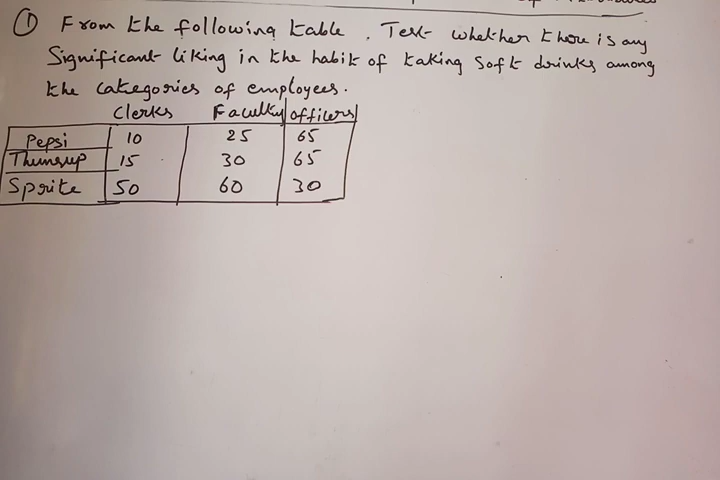 ① From the following table, Test whether there is any
Significant liking in the habit of taking Soft drinks among
the categories of employees.
Clerks Faculty officers
Pepsi 10 25 65
Thumsup 15 30 65
Sprite 50 60 30